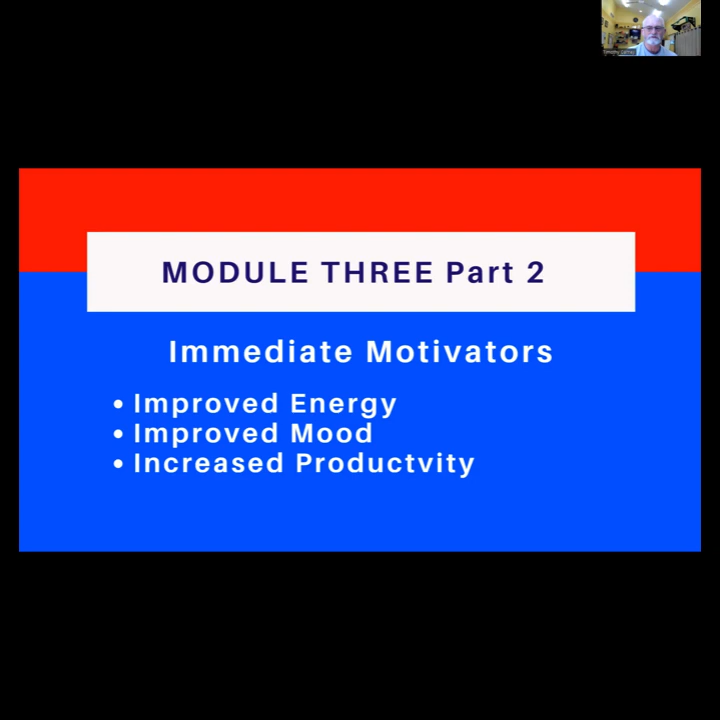 MODULE THREE Part 2
Immediate Motivators
• Improved Energy
• Improved Mood
• Increased Productvity